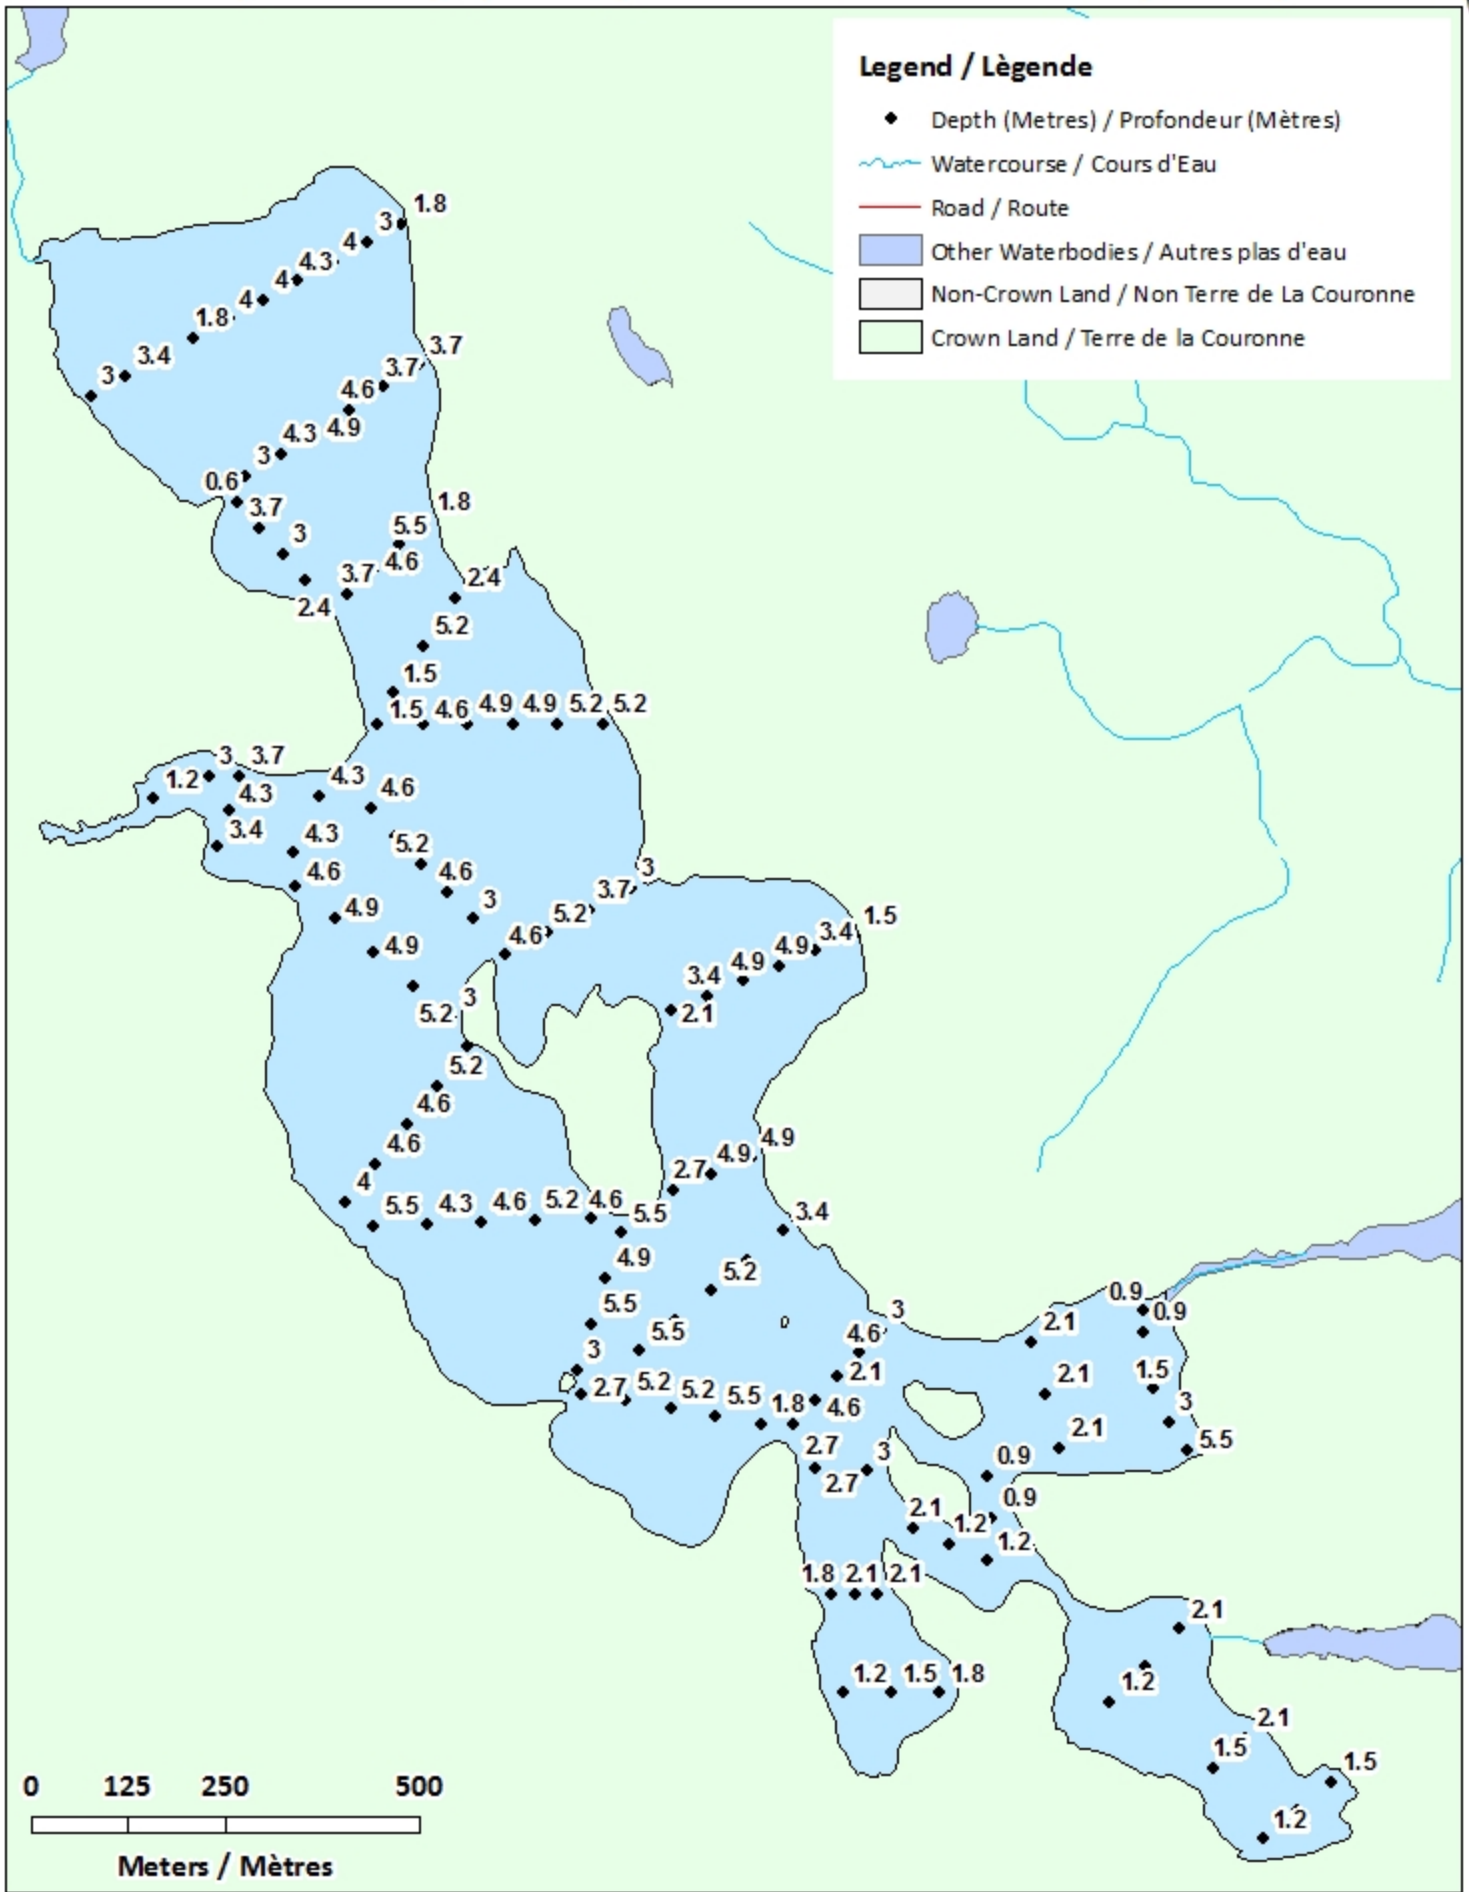 Legend / Lègende
Depth (Metres) / Profondeur (Mètres)
Watercourse / Cours d'Eau
Road / Route
Other Waterbodies / Autres plas d'eau
Non-Crown Land / Non Terre de La Couronne
Crown Land / Terre de la Couronne
3 3.4 1.8 4 4 4.3 4 3 1.8
0.6 3 4.3 4.9 4.6 3.7 3.7
3.7
3
2.4
3.7 4.6 5.5 1.8
2.4
5.2
1.5
1.5 4.6 4.9 4.9 5.2 5.2
1.2 3 3.7
4.3
3.4
4.3 4.6
4.3 5.2
4.6 4.6
4.9 3
4.9
4.6 5.2 3.7 3
2.1 3.4 4.9 4.9 3.4 1.5
5.2 3
5.2
4.6
4.6
4
5.5 4.3 4.6 5.2 4.6 5.5
2.7 4.9 4.9
3.4
4.9
5.2
5.5
5.5
3
2.7 5.2 5.2 5.5 1.8 4.6
2.1
4.6
3
2.1 0.9
0.9
2.1 1.5
3
2.1 5.5
2.7
2.7 3
0.9
0.9
2.1 1.2 1.2
1.8 2.1 2.1
1.2 1.5 1.8
2.1
1.2
2.1
1.5
1.5
1.2
0 125 250 500
Meters / Mètres